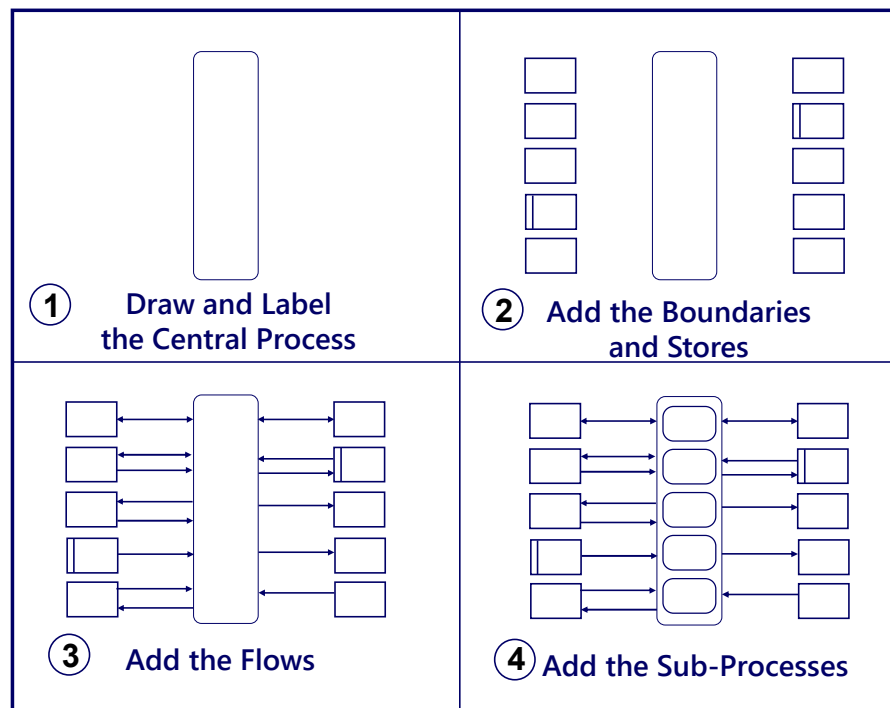 1
Draw and Label
the Central Process
2
Add the Boundaries
and Stores
3
Add the Flows
4
Add the Sub-Processes